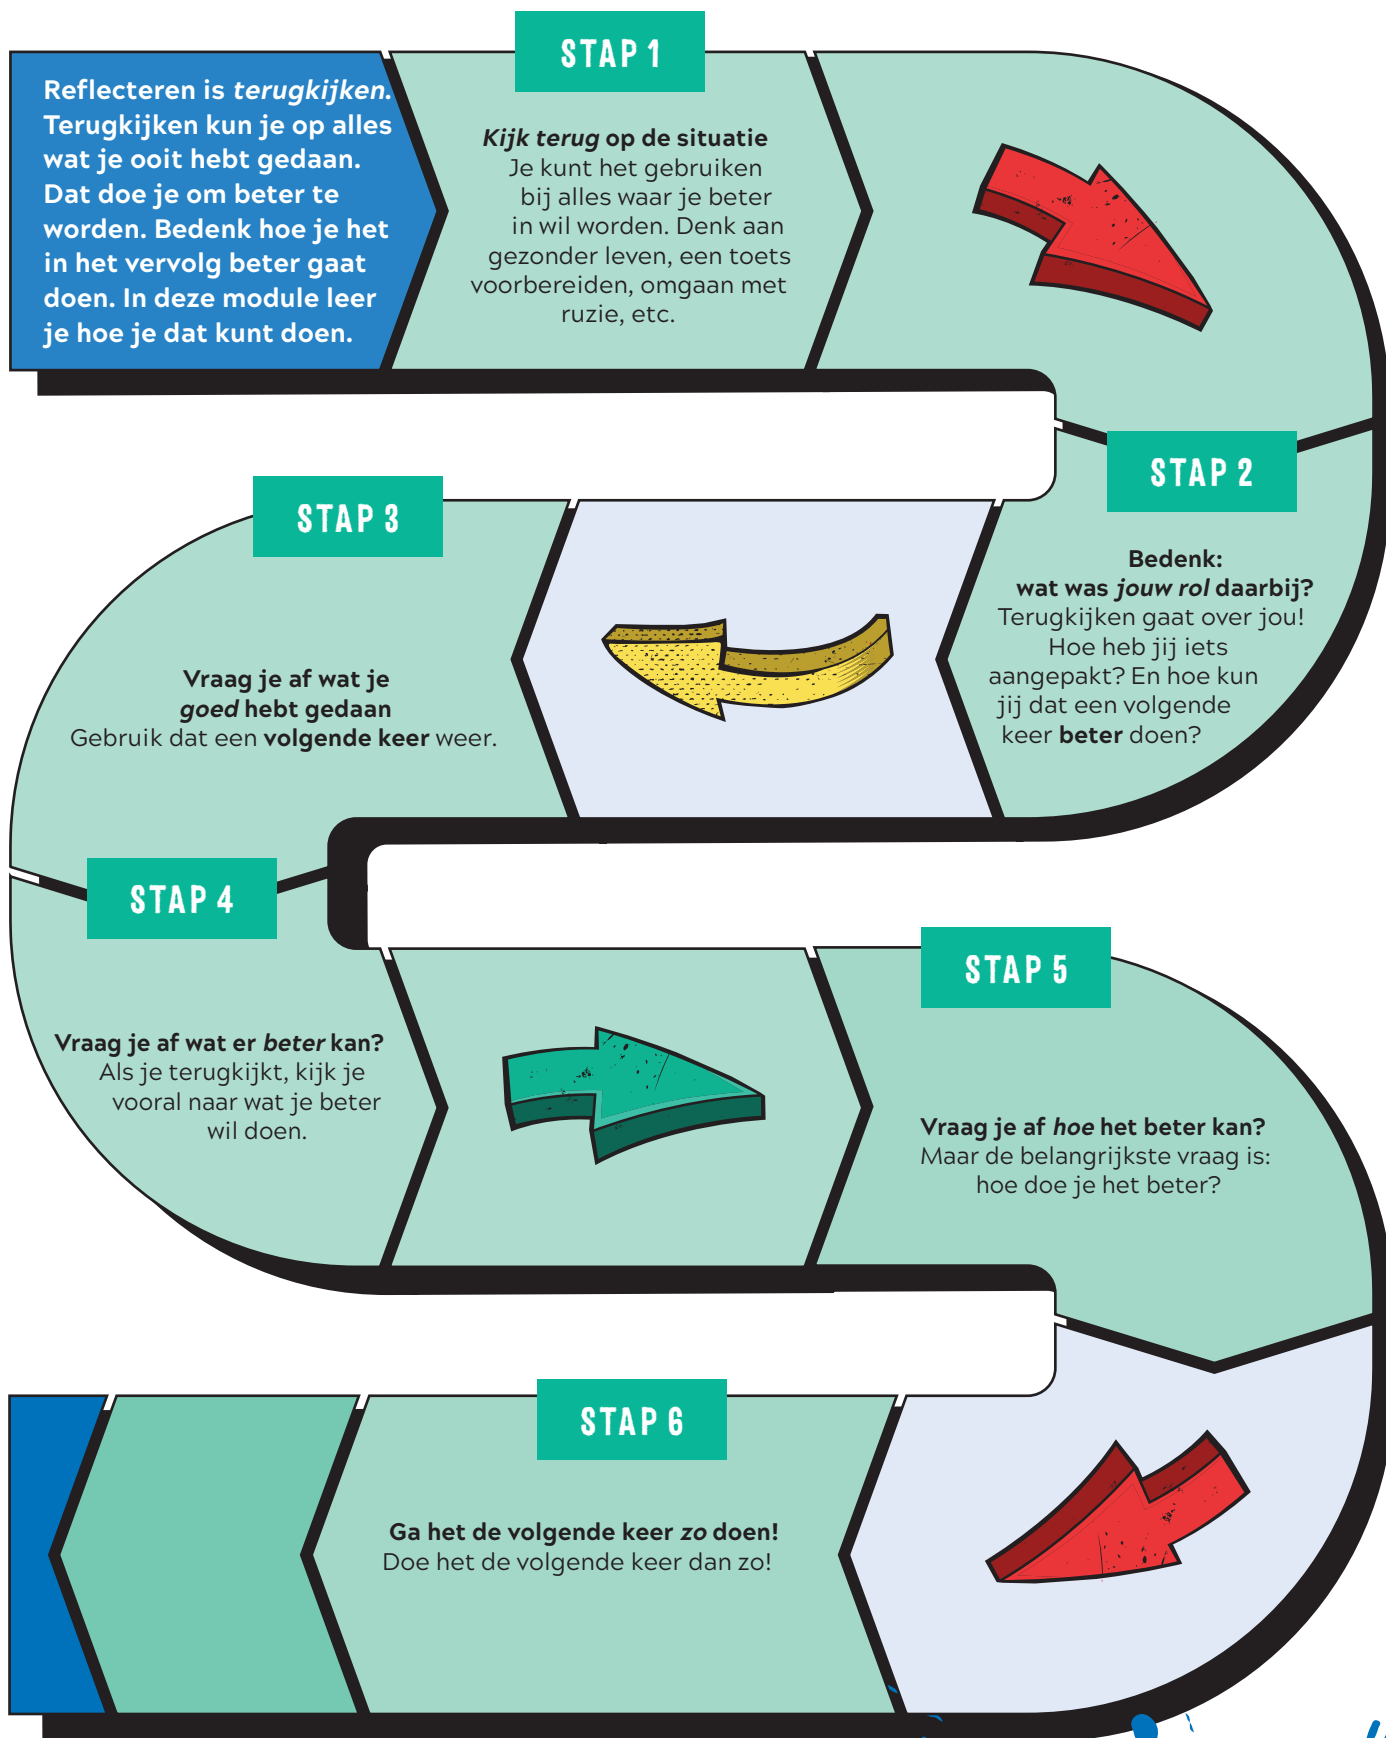 Reflecteren is terugkijken.
Terugkijken kun je op alles
wat je ooit hebt gedaan.
Dat doe je om beter te
worden. Bedenk hoe je het
in het vervolg beter gaat
doen. In deze module leer
je hoe je dat kunt doen.
STAP 1
Kijk terug op de situatie
Je kunt het gebruiken
bij alles waar je beter
in wil worden. Denk aan
gezonder leven, een toets
voorbereiden, omgaan met
ruzie, etc.
STAP 2
Bedenk:
wat was jouw rol daarbij?
Terugkijken gaat over jou!
Hoe heb jij iets
aangepakt? En hoe kun
jij dat een volgende
keer beter doen?
STAP 3
Vraag je af wat je
goed hebt gedaan
Gebruik dat een volgende keer weer.
STAP 4
Vraag je af wat er beter kan?
Als je terugkijkt, kijk je
vooral naar wat je beter
wil doen.
STAP 5
Vraag je af hoe het beter kan?
Maar de belangrijkste vraag is:
hoe doe je het beter?
STAP 6
Ga het de volgende keer zo doen!
Doe het de volgende keer dan zo!